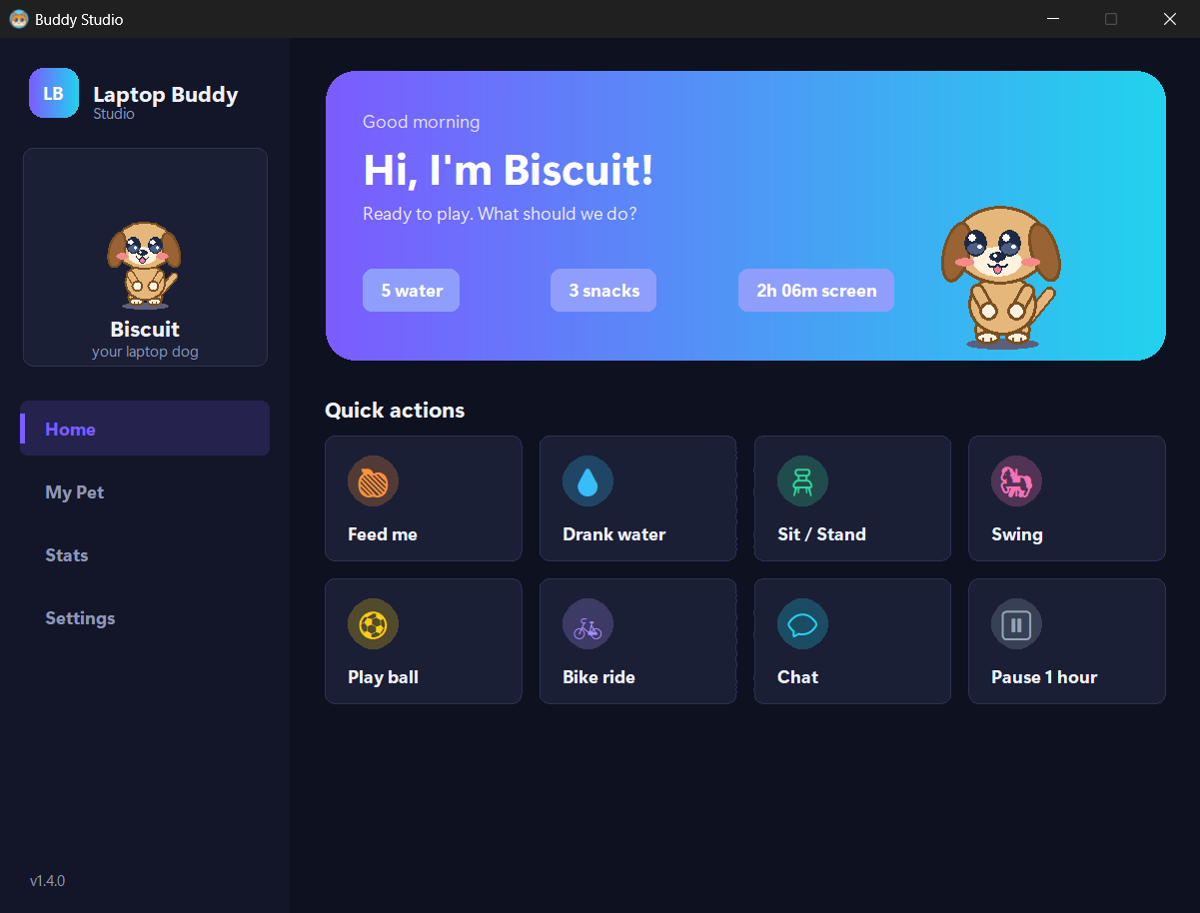 Buddy Studio
LB
Laptop Buddy
Studio
Biscuit
your laptop dog
Home
My Pet
Stats
Settings
v1.4.0
Good morning
Hi, I'm Biscuit!
Ready to play. What should we do?
5 water
3 snacks
2h 06m screen
Quick actions
Feed me
Drank water
Sit / Stand
Swing
Play ball
Bike ride
Chat
Pause 1 hour